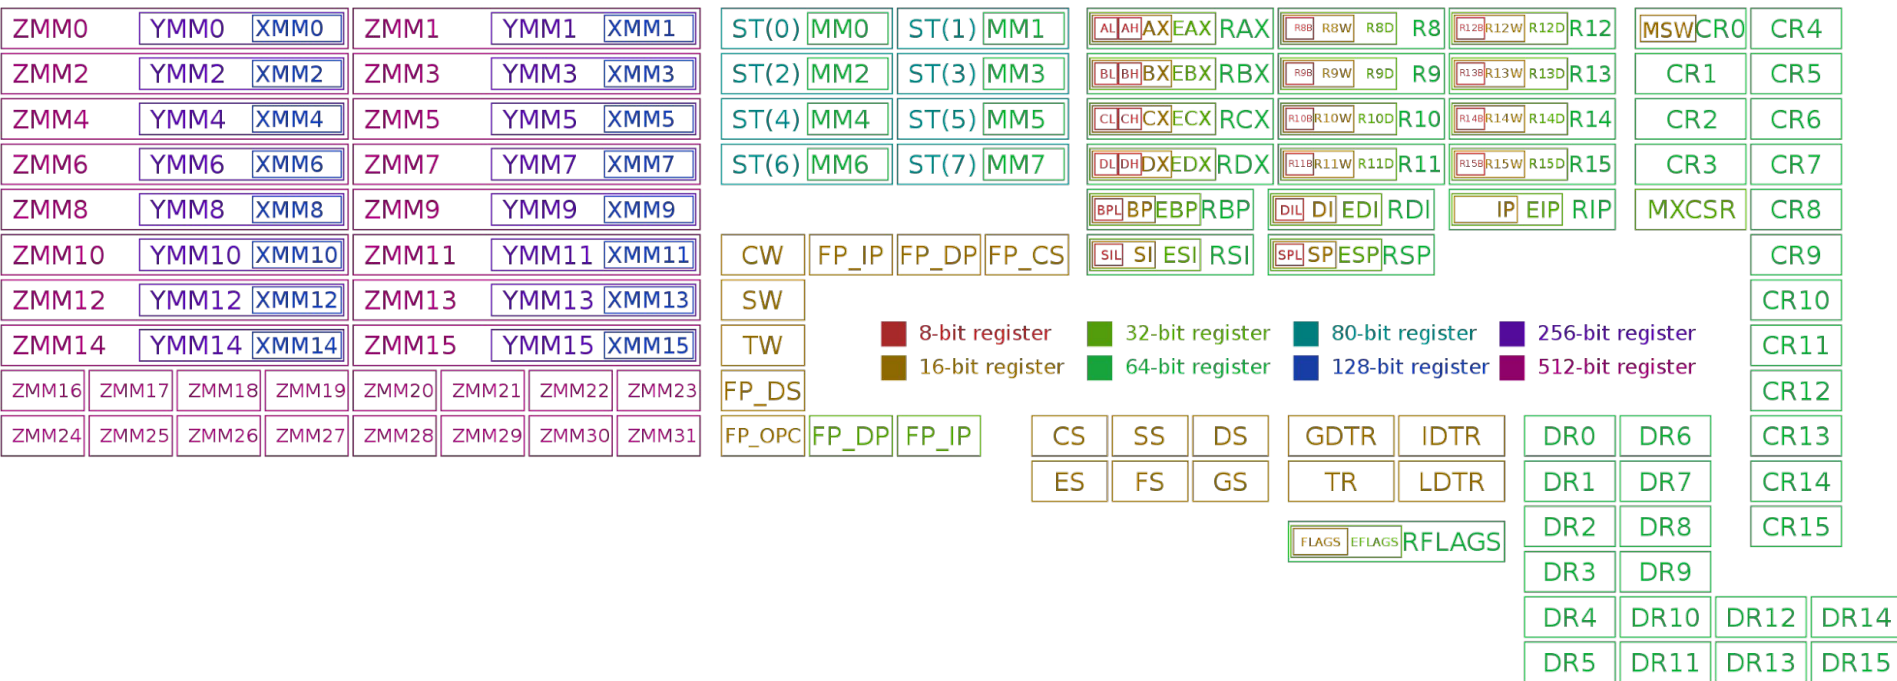 ZMM0 YMM0 XMM0 ZMM1 YMM1 XMM1 ST(0) MM0 ST(1) MM1 AL AH AX EAX RAX R8B R8W R8D R8 R12B R12W R12D R12 MSW CR0 CR4
ZMM2 YMM2 XMM2 ZMM3 YMM3 XMM3 ST(2) MM2 ST(3) MM3 BL BH BX EBX RBX R9B R9W R9D R9 R13B R13W R13D R13 CR1 CR5
ZMM4 YMM4 XMM4 ZMM5 YMM5 XMM5 ST(4) MM4 ST(5) MM5 CL CH CX ECX RCX R10B R10W R10D R10 R14B R14W R14D R14 CR2 CR6
ZMM6 YMM6 XMM6 ZMM7 YMM7 XMM7 ST(6) MM6 ST(7) MM7 DL DH DX EDX RDX R11B R11W R11D R11 R15B R15W R15D R15 CR3 CR7
ZMM8 YMM8 XMM8 ZMM9 YMM9 XMM9 BPL BP EBP RBP DIL DI EDI RDI IP EIP RIP MXCSR CR8
ZMM10 YMM10 XMM10 ZMM11 YMM11 XMM11 CW FP_IP FP_DP FP_CS SIL SI ESI RSI SPL SP ESP RSP CR9
ZMM12 YMM12 XMM12 ZMM13 YMM13 XMM13 SW CR10
ZMM14 YMM14 XMM14 ZMM15 YMM15 XMM15 TW 8-bit register 32-bit register 80-bit register 256-bit register CR11
16-bit register 64-bit register 128-bit register 512-bit register
ZMM16 ZMM17 ZMM18 ZMM19 ZMM20 ZMM21 ZMM22 ZMM23 FP_DS CR12
ZMM24 ZMM25 ZMM26 ZMM27 ZMM28 ZMM29 ZMM30 ZMM31 FP_OPC FP_DP FP_IP CS SS DS GDTR IDTR DR0 DR6 CR13
ES FS GS TR LDTR DR1 DR7 CR14
FLAGS EFLAGS RFLAGS DR2 DR8 CR15
DR3 DR9
DR4 DR10 DR12 DR14
DR5 DR11 DR13 DR15